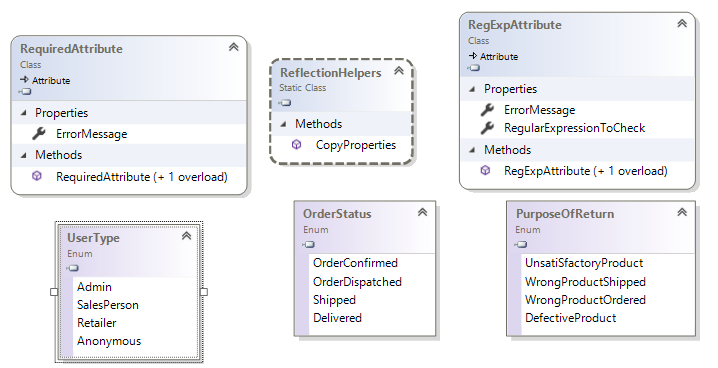 RequiredAttribute
Class
Attribute
Properties
ErrorMessage
Methods
RequiredAttribute (+ 1 overload)
ReflectionHelpers
Static Class
Methods
CopyProperties
RegExpAttribute
Class
Attribute
Properties
ErrorMessage
RegularExpressionToCheck
Methods
RegExpAttribute (+ 1 overload)
UserType
Enum
Admin
SalesPerson
Retailer
Anonymous
OrderStatus
Enum
OrderConfirmed
OrderDispatched
Shipped
Delivered
PurposeOfReturn
Enum
UnsatiSfactoryProduct
WrongProductShipped
WrongProductOrdered
DefectiveProduct